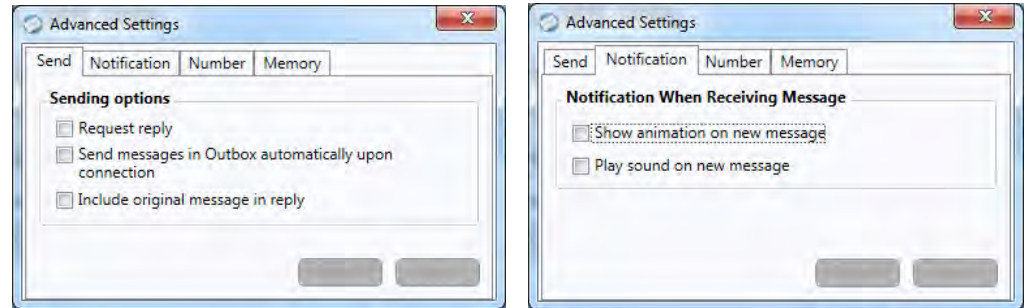 Advanced Settings
Send Notification Number Memory
Sending options
Request reply
Send messages in Outbox automatically upon
connection
Include original message in reply
Advanced Settings
Send Notification Number Memory
Notification When Receiving Message
Show animation on new message
Play sound on new message